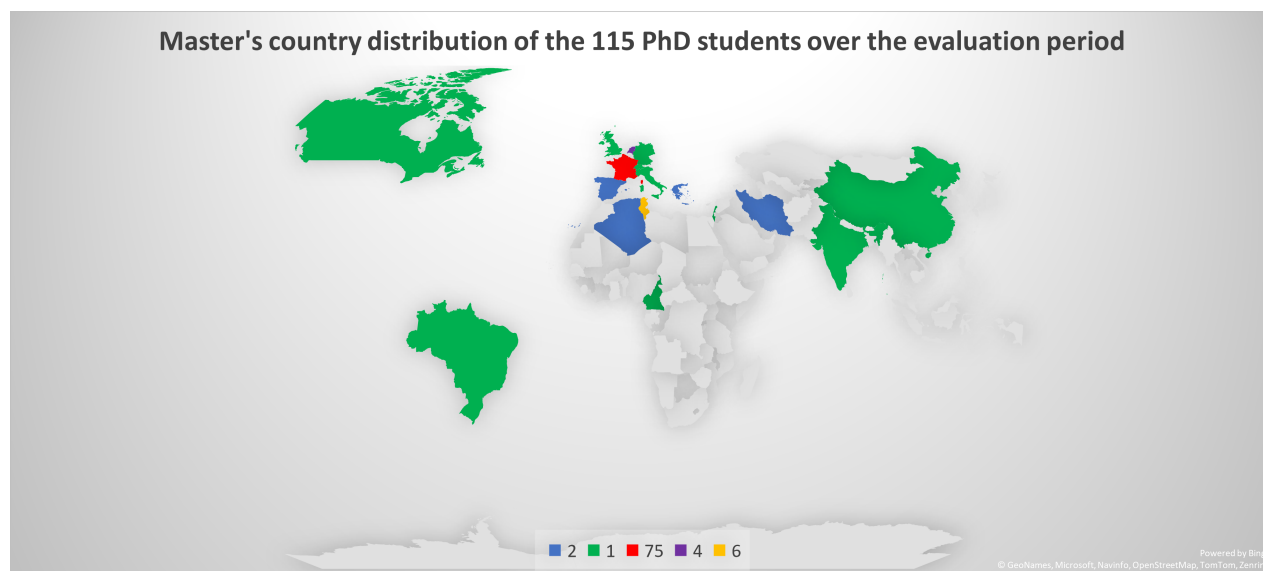 Master's country distribution of the 115 PhD students over the evaluation period
2 1 75 4 6
Powered by Bing
© GeoNames, Microsoft, Navinfo, OpenStreetMap, TomTom,